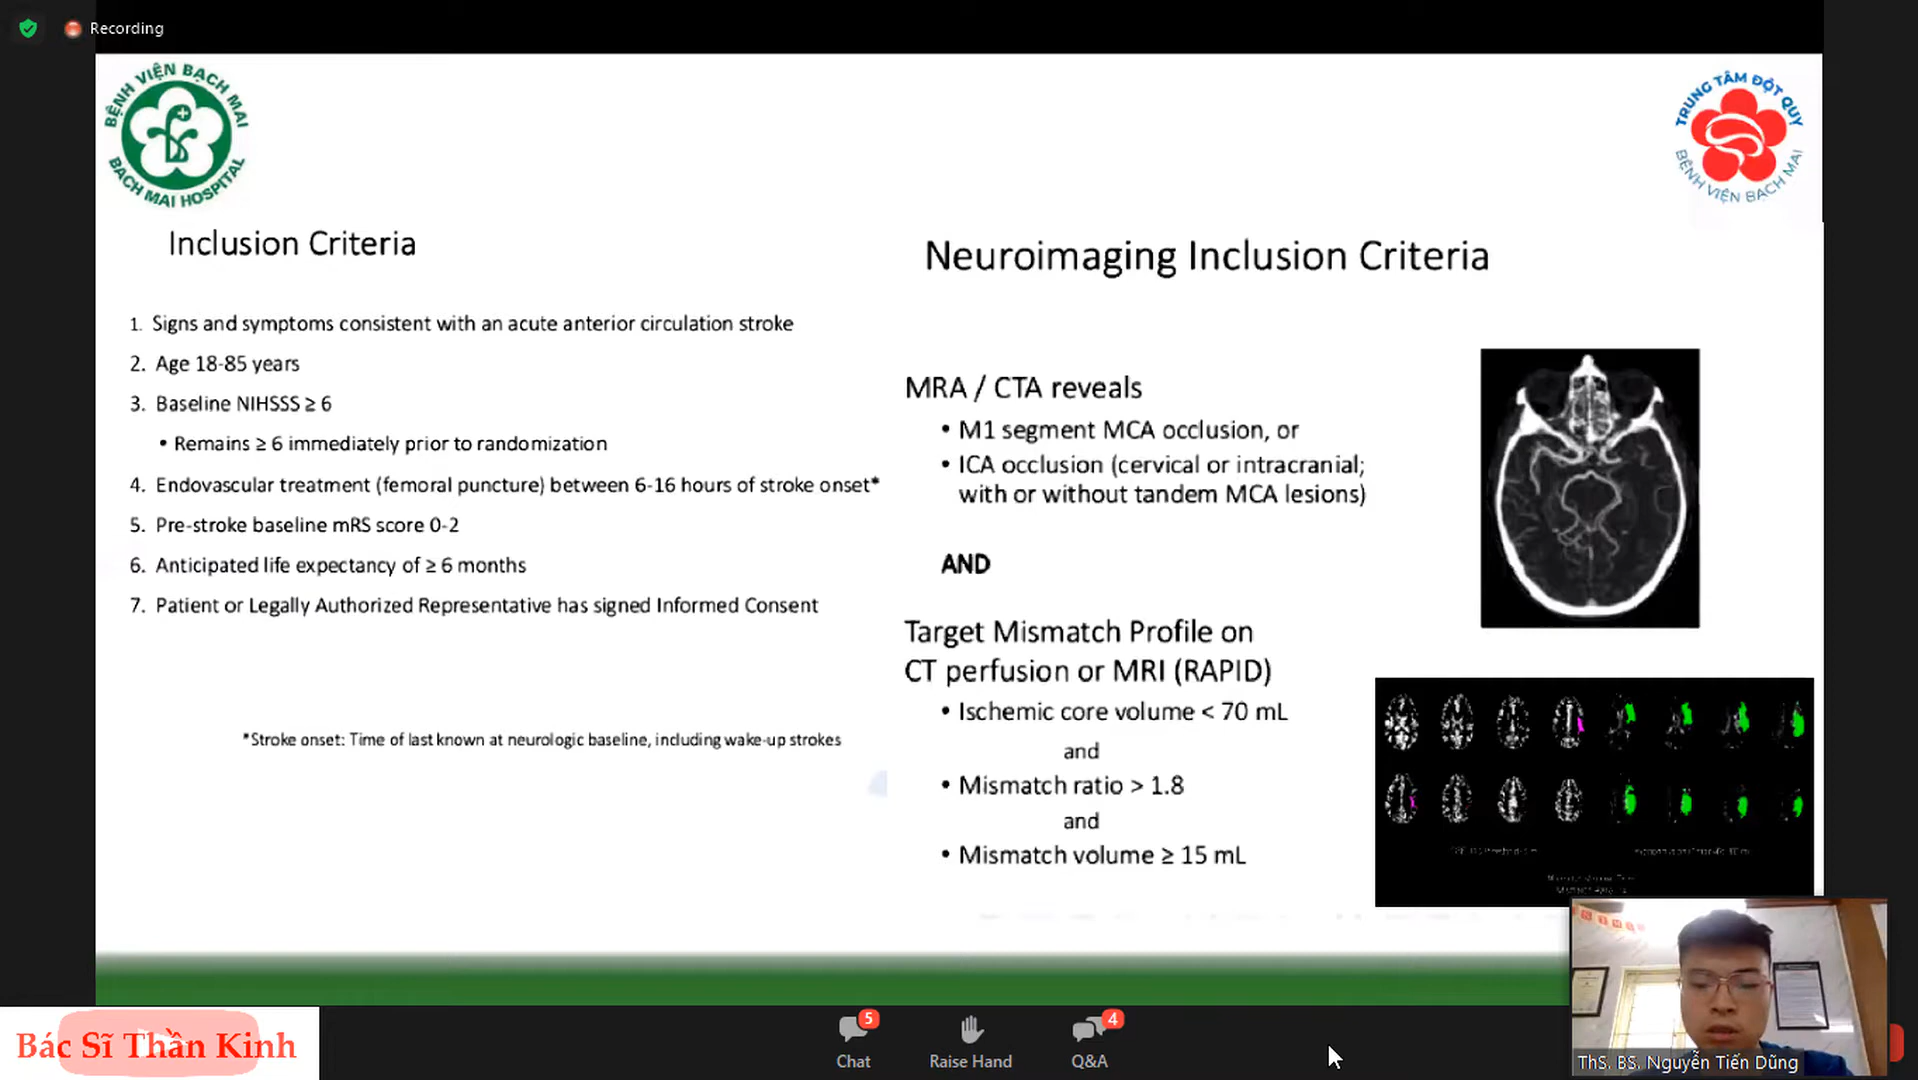 Recording
BỆNH VIỆN BẠCH MAI
BACH MAI HOSPITAL
TRUNG TÂM ĐỘT QUỴ
BỆNH VIỆN BẠCH MAI
Inclusion Criteria
1. Signs and symptoms consistent with an acute anterior circulation stroke
2. Age 18-85 years
3. Baseline NIHSSS ≥ 6
• Remains ≥ 6 immediately prior to randomization
4. Endovascular treatment (femoral puncture) between 6-16 hours of stroke onset*
5. Pre-stroke baseline mRS score 0-2
6. Anticipated life expectancy of ≥ 6 months
7. Patient or Legally Authorized Representative has signed Informed Consent
*Stroke onset: Time of last known at neurologic baseline, including wake-up strokes
Neuroimaging Inclusion Criteria
MRA / CTA reveals
• M1 segment MCA occlusion, or
• ICA occlusion (cervical or intracranial;
with or without tandem MCA lesions)
AND
Target Mismatch Profile on
CT perfusion or MRI (RAPID)
• Ischemic core volume < 70 mL
and
• Mismatch ratio > 1.8
and
• Mismatch volume ≥ 15 mL
Bác Sĩ Thần Kinh
5
Chat
Raise Hand
4
Q&A
ThS. BS. Nguyễn Tiến Dũng